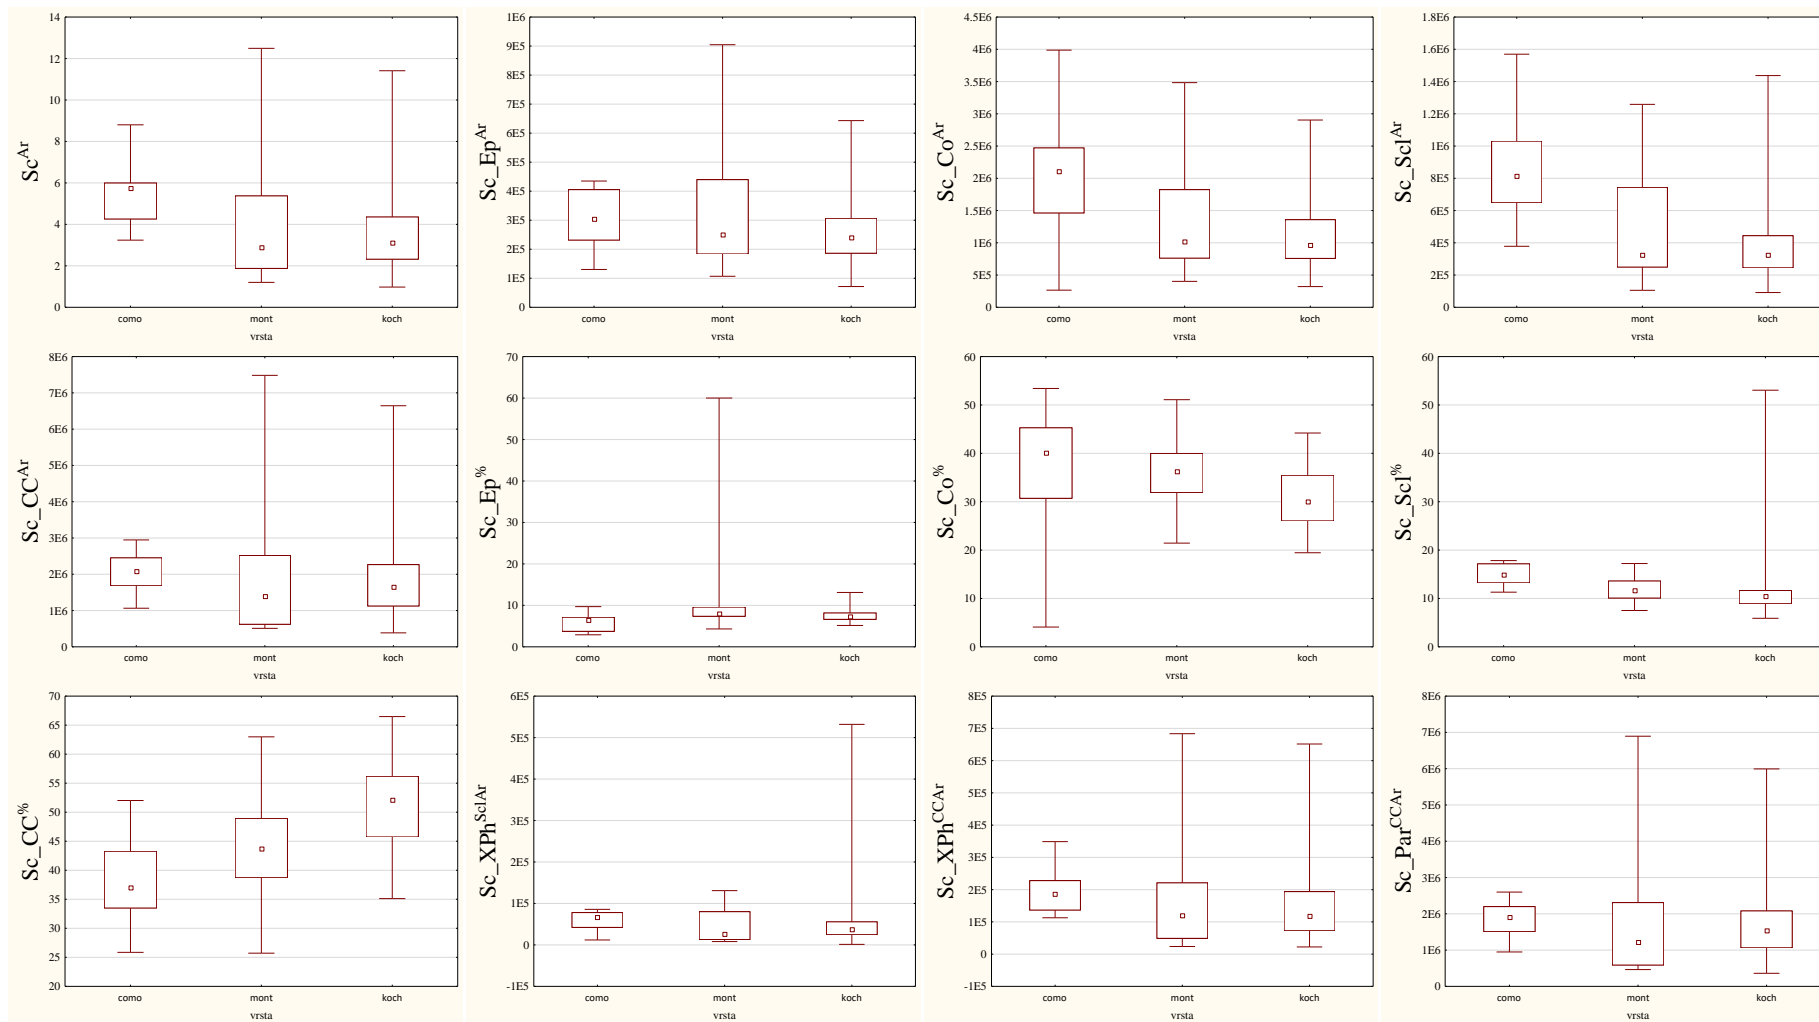 Sc^Ar
14
12
10
8
6
4
2
0
como mont koch
vrsta
Sc_Ep^Ar
1E6
9E5
8E5
7E5
6E5
5E5
4E5
3E5
2E5
1E5
0
como mont koch
vrsta
Sc_Co^Ar
4.5E6
4E6
3.5E6
3E6
2.5E6
2E6
1.5E6
1E6
5E5
0
como mont koch
vrsta
Sc_Scl^Ar
1.8E6
1.6E6
1.4E6
1.2E6
1E6
8E5
6E5
4E5
2E5
0
como mont koch
vrsta
Sc_CC^Ar
8E6
7E6
6E6
5E6
4E6
3E6
2E6
1E6
0
como mont koch
vrsta
Sc_Ep^%
70
60
50
40
30
20
10
0
como mont koch
vrsta
Sc_Co^%
60
50
40
30
20
10
0
como mont koch
vrsta
Sc_Scl^%
60
50
40
30
20
10
0
como mont koch
vrsta
Sc_CC^%
70
65
60
55
50
45
40
35
30
25
20
como mont koch
vrsta
Sc_XPh^SclAr
6E5
5E5
4E5
3E5
2E5
1E5
0
-1E5
como mont koch
vrsta
Sc_XPh^CCAr
8E5
7E5
6E5
5E5
4E5
3E5
2E5
1E5
0
-1E5
como mont koch
vrsta
Sc_Par^CCAr
8E6
7E6
6E6
5E6
4E6
3E6
2E6
1E6
0
como mont koch
vrsta